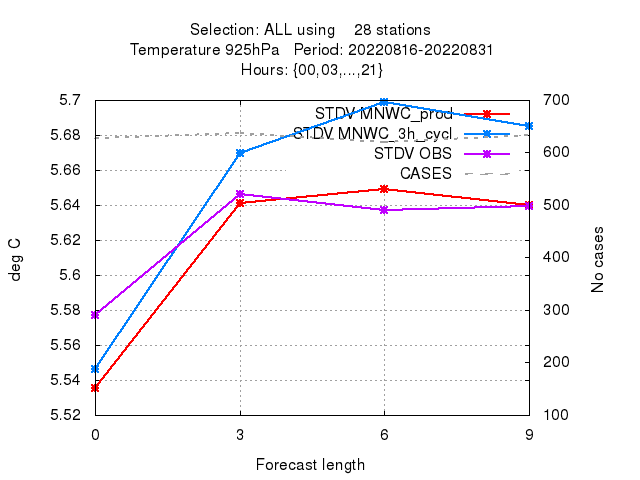 Selection: ALL using    28 stations
Temperature 925hPa   Period: 20220816-20220831
Hours: {00,03,...,21}
5.7
5.68
5.66
5.64
5.62
5.6
5.58
5.56
5.54
5.52
deg C
STDV MNWC_prod
STDV MNWC_3h_cycl
STDV OBS
CASES
700
600
500
400
300
200
100
No cases
0 3 6 9
Forecast length